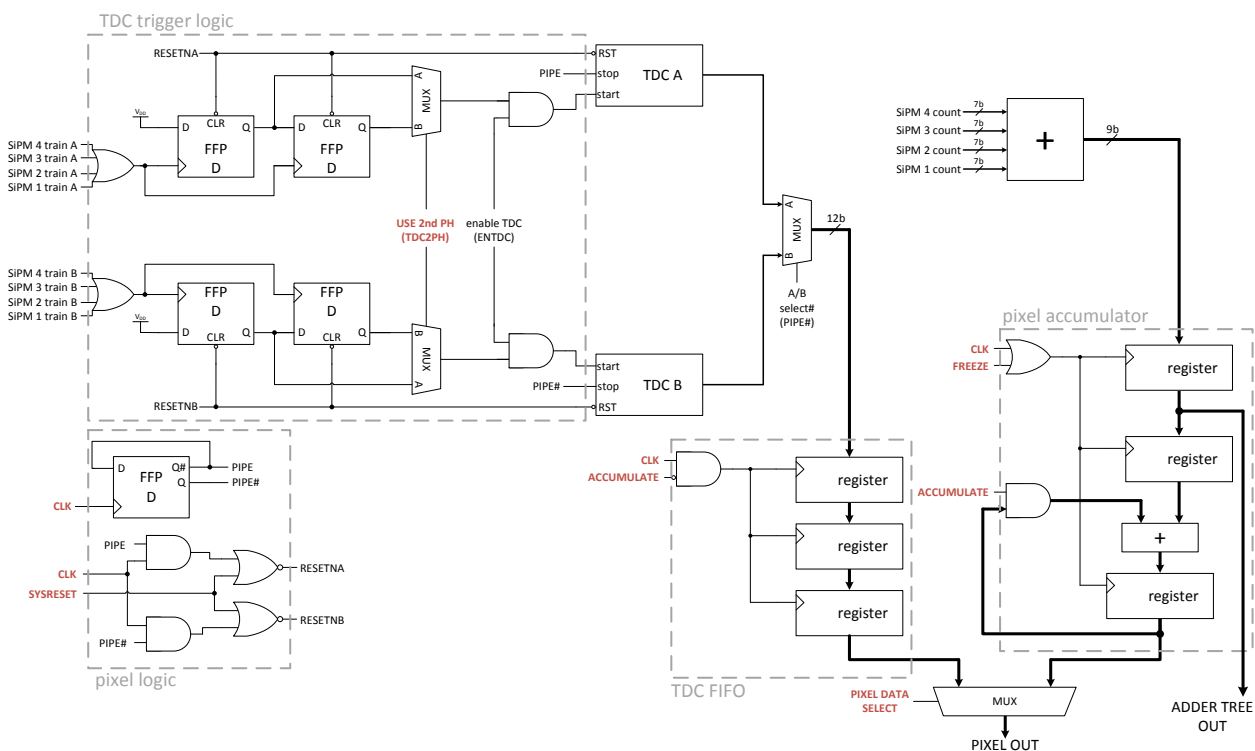 TDC trigger logic
RESETNA
V_DD
D
CLR
Q
FFP
D
D
CLR
Q
FFP
D
SiPM 4 train A
SiPM 3 train A
SiPM 2 train A
SiPM 1 train A
A
MUX
B
RST
PIPE
stop
start
TDC A
USE 2nd PH
(TDC2PH)
enable TDC
(ENTDC)
SiPM 4 train B
SiPM 3 train B
SiPM 2 train B
SiPM 1 train B
FFP
D
V_DD
D
Q
CLR
FFP
D
D
Q
CLR
B
MUX
A
RESETNB
start
PIPE#
stop
RST
TDC B
A
MUX
B
12b
A/B
select#
(PIPE#)
SiPM 4 count
7b
SiPM 3 count
7b
SiPM 2 count
7b
SiPM 1 count
7b
+
9b
pixel accumulator
CLK
FREEZE
register
register
ACCUMULATE
+
register
D
Q#
FFP
Q
D
PIPE
PIPE#
CLK
PIPE
CLK
SYSRESET
PIPE#
RESETNA
RESETNB
pixel logic
CLK
ACCUMULATE
register
register
register
TDC FIFO
PIXEL DATA
SELECT
MUX
PIXEL OUT
ADDER TREE
OUT